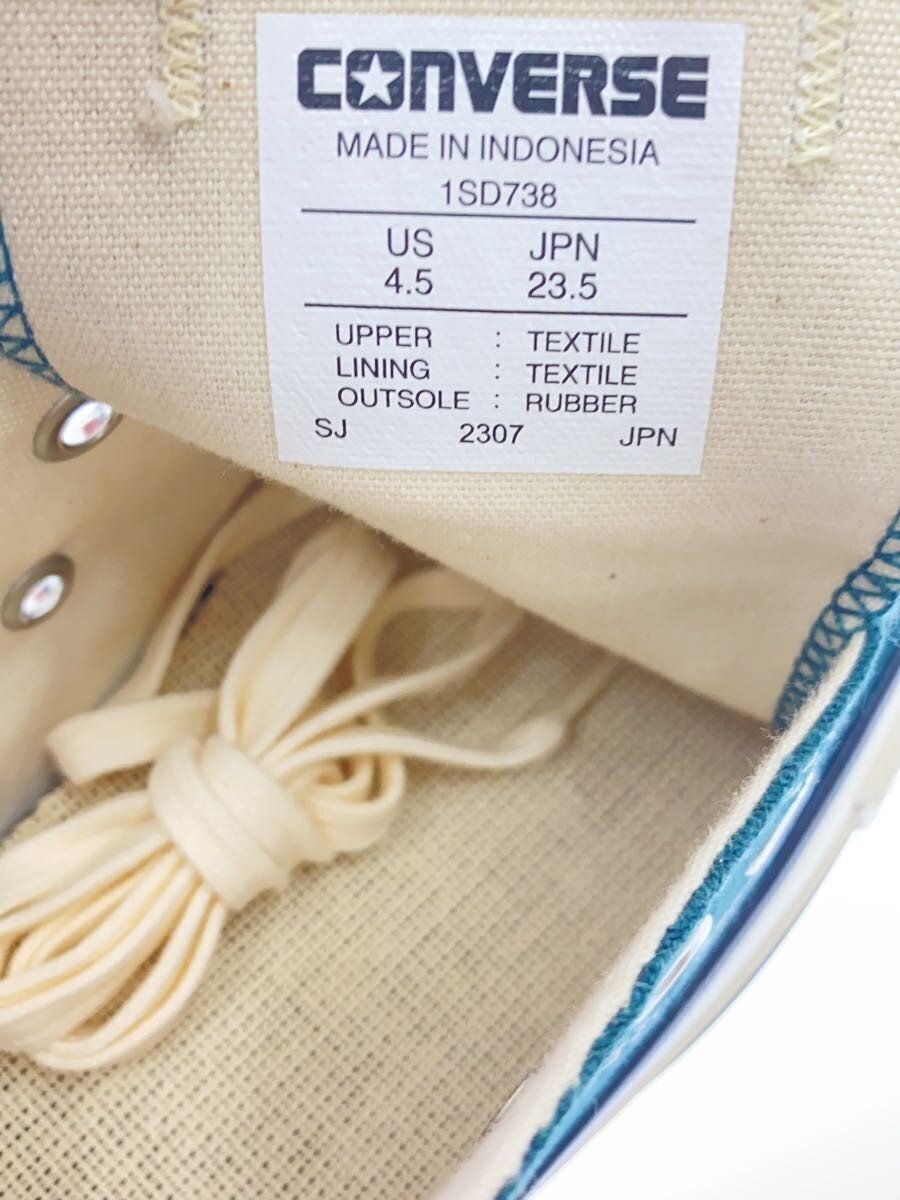 CONVERSE
MADE IN INDONESIA
1SD738
US JPN
4.5 23.5
UPPER : TEXTILE
LINING : TEXTILE
OUTSOLE : RUBBER
SJ 2307 JPN